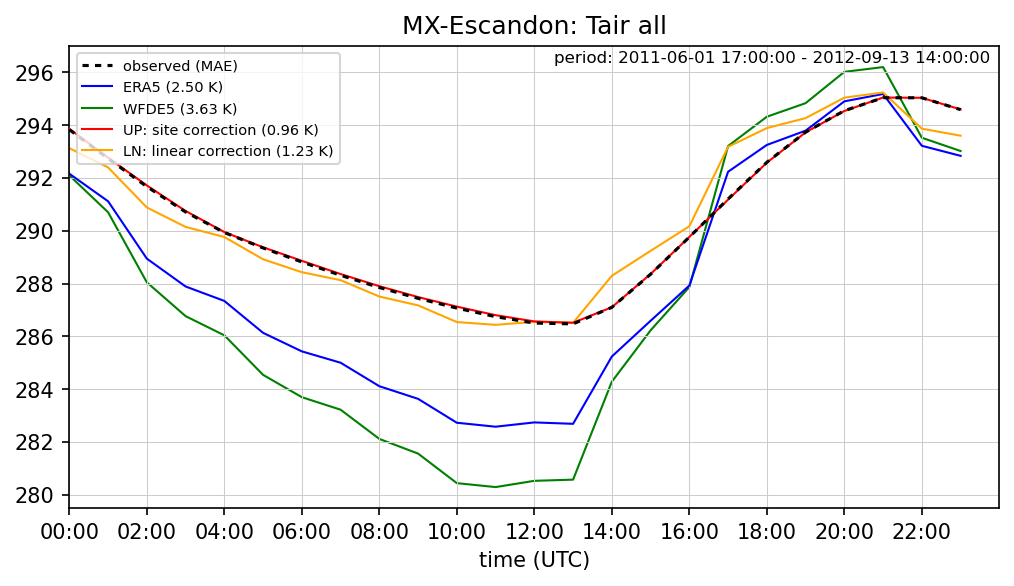 MX-Escandon: Tair all
period: 2011-06-01 17:00:00 - 2012-09-13 14:00:00
observed (MAE)
ERA5 (2.50 K)
WFDE5 (3.63 K)
UP: site correction (0.96 K)
LN: linear correction (1.23 K)
296
294
292
290
288
286
284
282
280
00:00 02:00 04:00 06:00 08:00 10:00 12:00 14:00 16:00 18:00 20:00 22:00
time (UTC)